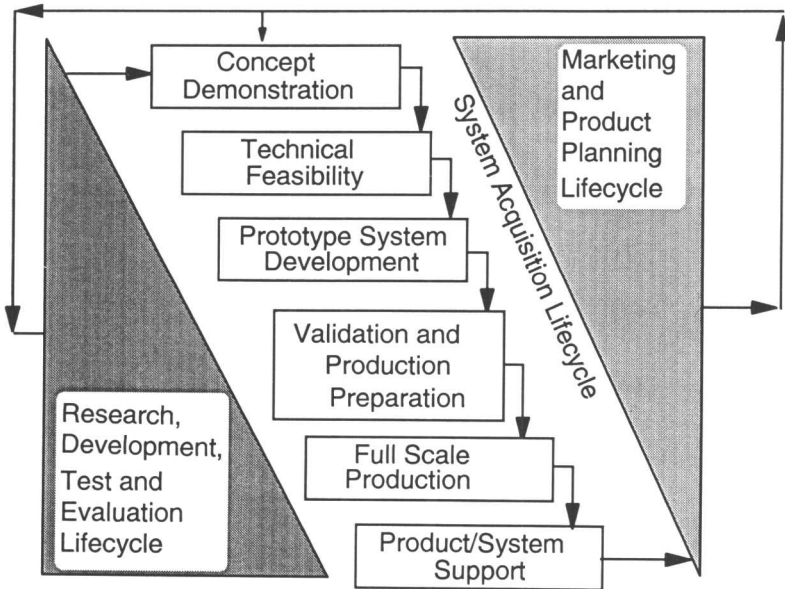 Concept
Demonstration
Technical
Feasibility
Prototype System
Development
Validation and
Production
Preparation
Full Scale
Production
Product/System
Support
System Acquisition Lifecycle
Marketing
and
Product
Planning
Lifecycle
Research,
Development,
Test and
Evaluation
Lifecycle